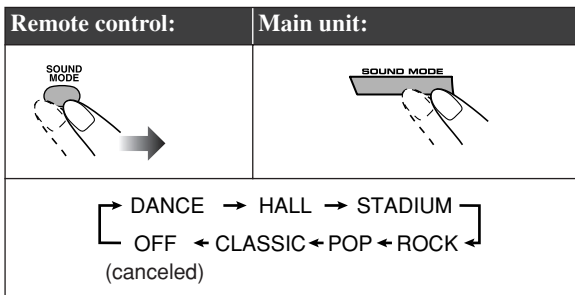 Remote control: Main unit:
SOUND
MODE
SOUND MODE
DANCE → HALL → STADIUM
OFF ← CLASSIC ← POP ← ROCK
(canceled)